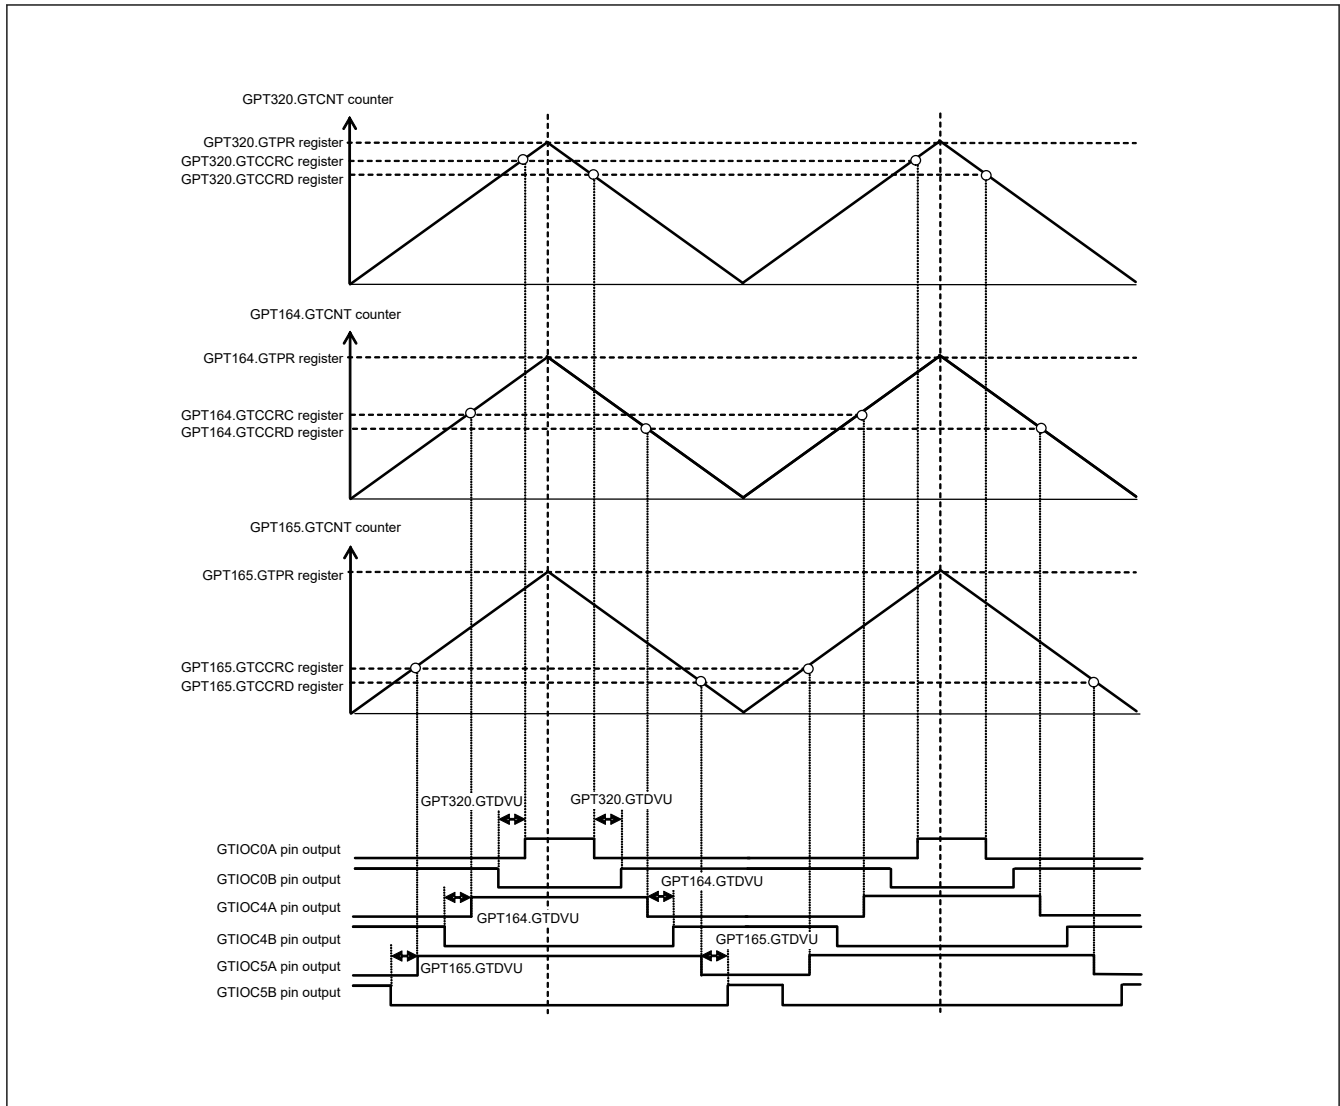 GPT320.GTCNT counter
GPT320.GTPR register
GPT320.GTCCRC register
GPT320.GTCCRD register
GPT164.GTCNT counter
GPT164.GTPR register
GPT164.GTCCRC register
GPT164.GTCCRD register
GPT165.GTCNT counter
GPT165.GTPR register
GPT165.GTCCRC register
GPT165.GTCCRD register
GPT320.GTDVU GPT320.GTDVU
GTIOC0A pin output
GTIOC0B pin output
GPT164.GTDVU
GTIOC4A pin output
GPT164.GTDVU
GTIOC4B pin output
GPT165.GTDVU
GTIOC5A pin output
GPT165.GTDVU
GTIOC5B pin output